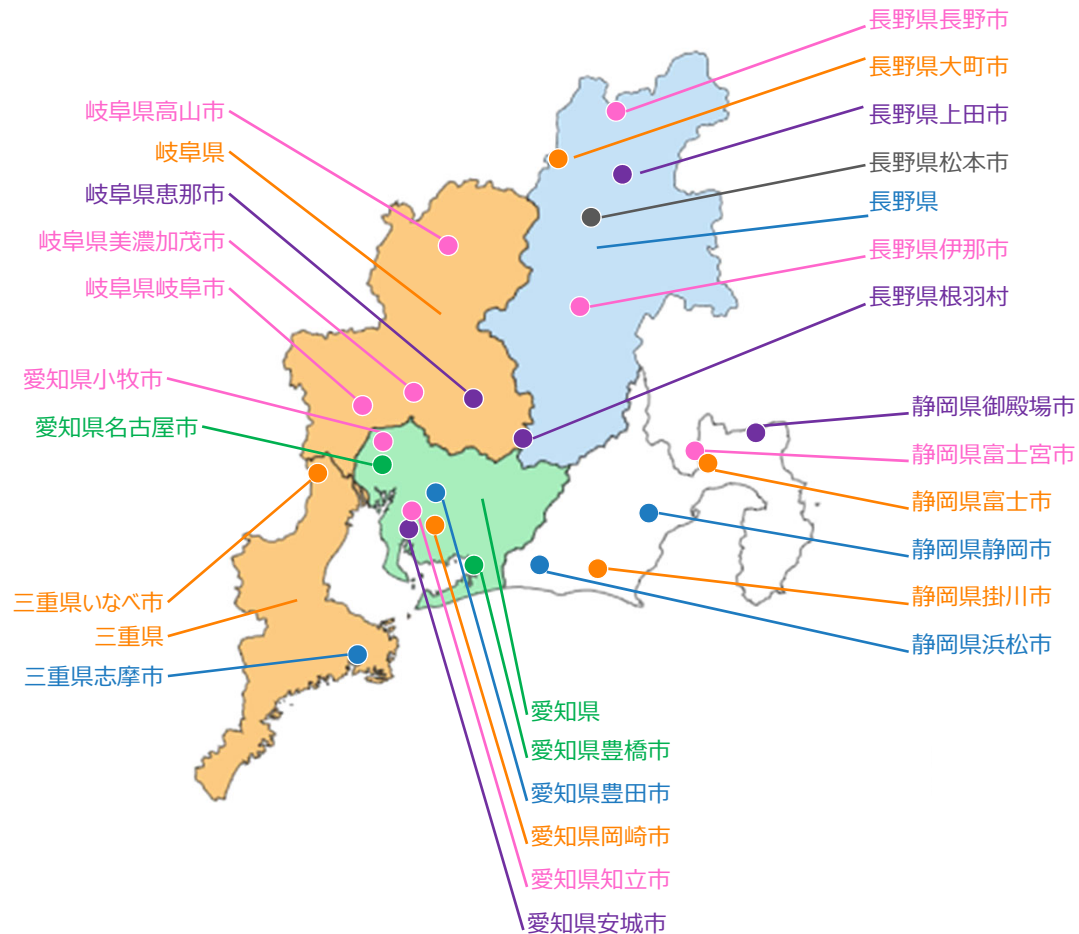 長野県長野市
長野県大町市
長野県上田市
長野県松本市
長野県
長野県伊那市
長野県根羽村
岐阜県高山市
岐阜県
岐阜県恵那市
岐阜県美濃加茂市
岐阜県岐阜市
愛知県小牧市
愛知県名古屋市
静岡県御殿場市
静岡県富士宮市
静岡県富士市
静岡県静岡市
静岡県掛川市
静岡県浜松市
三重県いなべ市
三重県
三重県志摩市
愛知県
愛知県豊橋市
愛知県豊田市
愛知県岡崎市
愛知県知立市
愛知県安城市